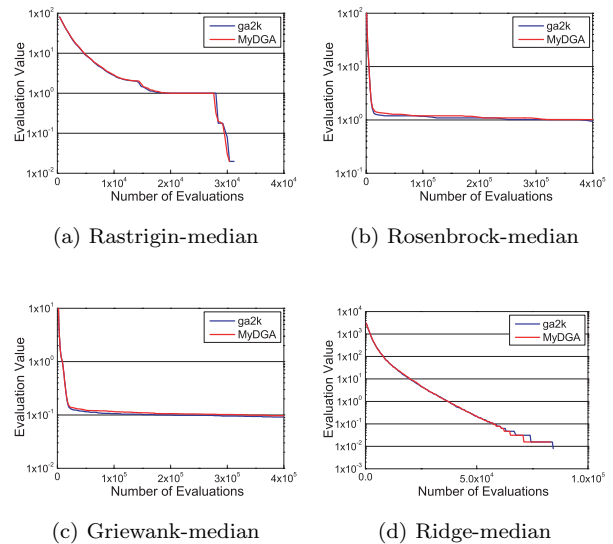 1x10^2
1x10^1
1x10^0
1x10^-1
1x10^-2
Evaluation Value
ga2k
MyDGA
0 1x10^4 2x10^4 3x10^4 4x10^4
Number of Evaluations
(a) Rastrigin-median
1x10^2
1x10^1
1x10^0
1x10^-1
Evaluation Value
ga2k
MyDGA
0 1x10^5 2x10^5 3x10^5 4x10^5
Number of Evaluations
(b) Rosenbrock-median
1x10^1
1x10^0
1x10^-1
1x10^-2
Evaluation Value
ga2k
MyDGA
0 1x10^5 2x10^5 3x10^5 4x10^5
Number of Evaluations
(c) Griewank-median
1x10^4
1x10^3
1x10^2
1x10^1
1x10^0
1x10^-1
1x10^-2
1x10^-3
Evaluation Value
ga2k
MyDGA
0.0 5.0x10^4 1.0x10^5
Number of Evaluations
(d) Ridge-median